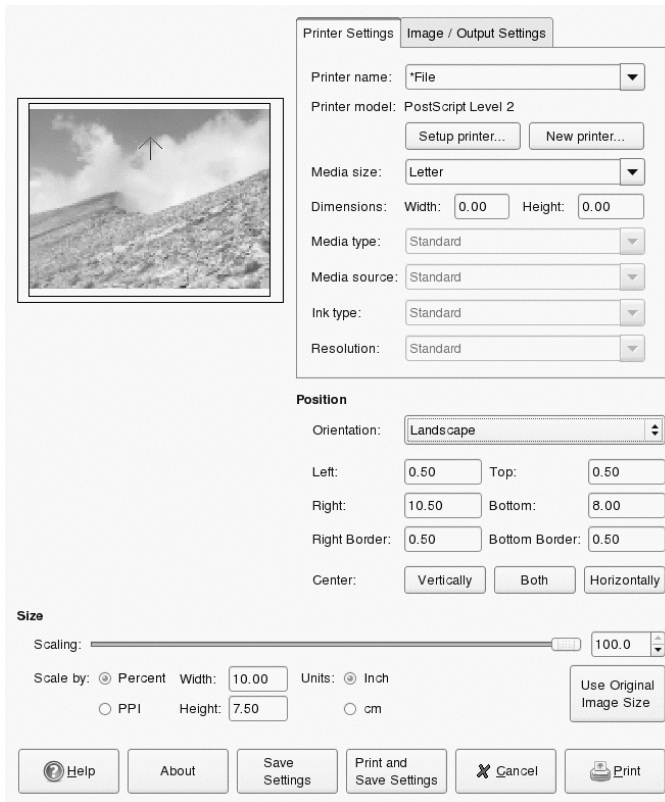 Printer Settings Image / Output Settings
Printer name: *File
Printer model: PostScript Level 2
Setup printer... New printer...
Media size: Letter
Dimensions: Width: 0.00 Height: 0.00
Media type: Standard
Media source: Standard
Ink type: Standard
Resolution: Standard
Position
Orientation: Landscape
Left: 0.50 Top: 0.50
Right: 10.50 Bottom: 8.00
Right Border: 0.50 Bottom Border: 0.50
Center: Vertically Both Horizontally
Size
Scaling: 100.0
Scale by: Percent Width: 10.00 Units: Inch
PPI Height: 7.50 cm
Use Original
Image Size
Help About Save
Settings Print and
Save Settings Cancel Print